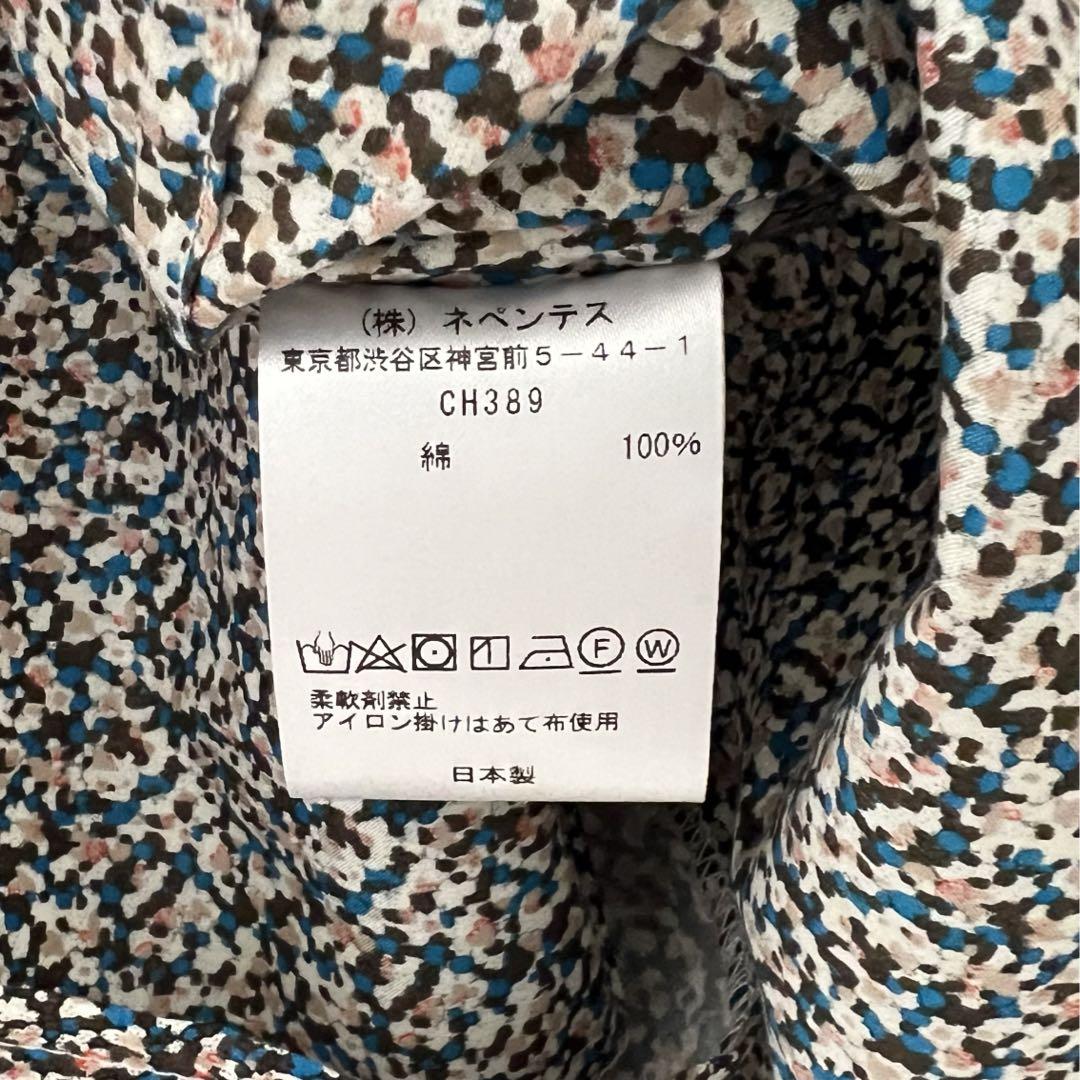 (株) ネペンテス
東京都渋谷区神宮前5-44-1
CH389
綿 100%
F W
柔軟剤禁止
アイロン掛けはあて布使用
日本製